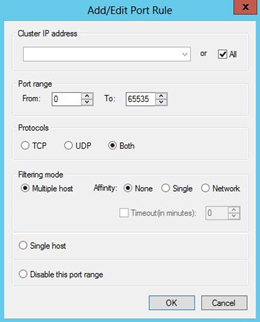 Add/Edit Port Rule
x
Cluster IP address
or All
Port range
From: 0 To: 65535
Protocols
TCP UDP Both
Filtering mode
Multiple host Affinity: None Single Network
Timeout(in minutes): 0
Single host
Disable this port range
OK Cancel